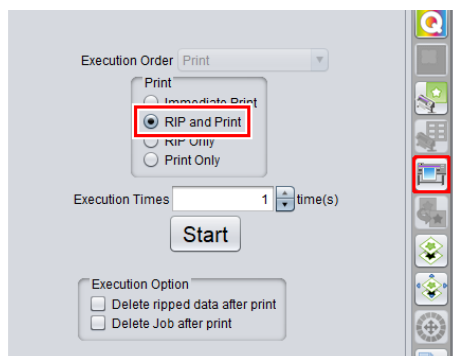 Execution Order Print
Print
Immediate Print
RIP and Print
RIP Only
Print Only
Execution Times 1 time(s)
Start
Execution Option
Delete ripped data after print
Delete Job after print